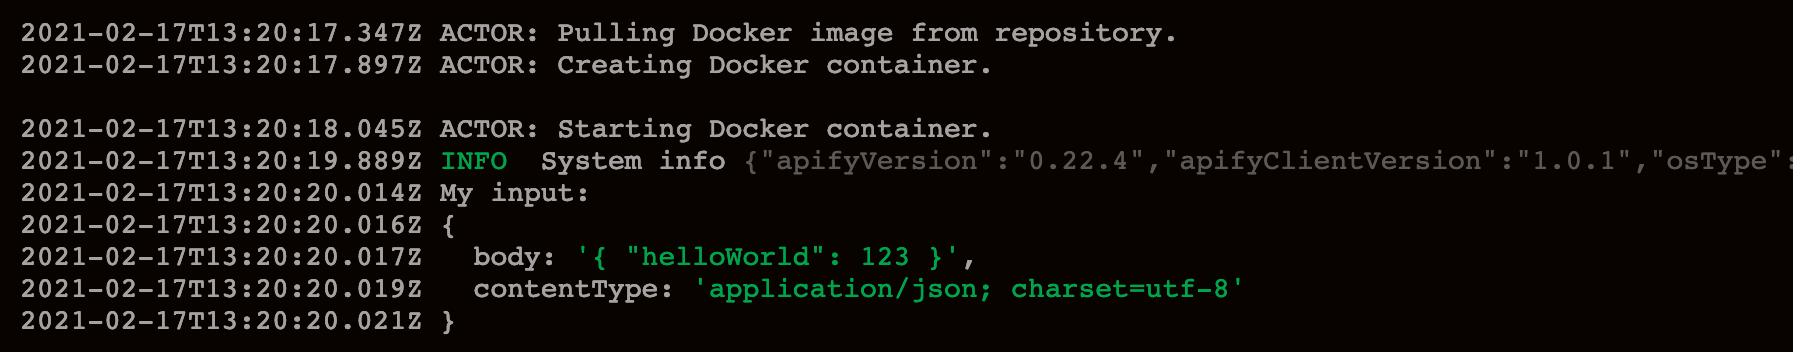 2021-02-17T13:20:17.347Z ACTOR: Pulling Docker image from repository.
2021-02-17T13:20:17.897Z ACTOR: Creating Docker container.
2021-02-17T13:20:18.045Z ACTOR: Starting Docker container.
2021-02-17T13:20:19.889Z INFO  System info {"apifyVersion":"0.22.4","apifyClientVersion":"1.0.1","osType":
2021-02-17T13:20:20.014Z My input:
2021-02-17T13:20:20.016Z {
2021-02-17T13:20:20.017Z   body: '{ "helloWorld": 123 }',
2021-02-17T13:20:20.019Z   contentType: 'application/json; charset=utf-8'
2021-02-17T13:20:20.021Z }